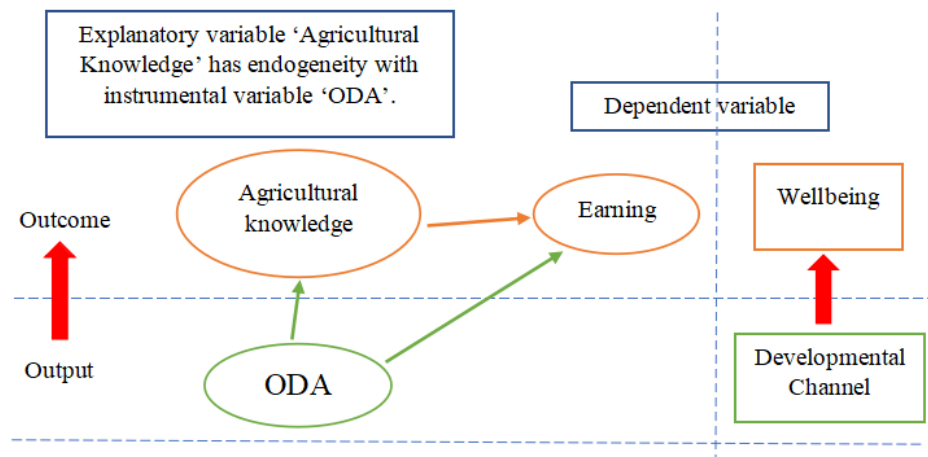 Explanatory variable ‘Agricultural
Knowledge’ has endogeneity with
instrumental variable ‘ODA’.
Dependent variable
Agricultural
knowledge
Earning
Wellbeing
Outcome
Output
ODA
Developmental
Channel